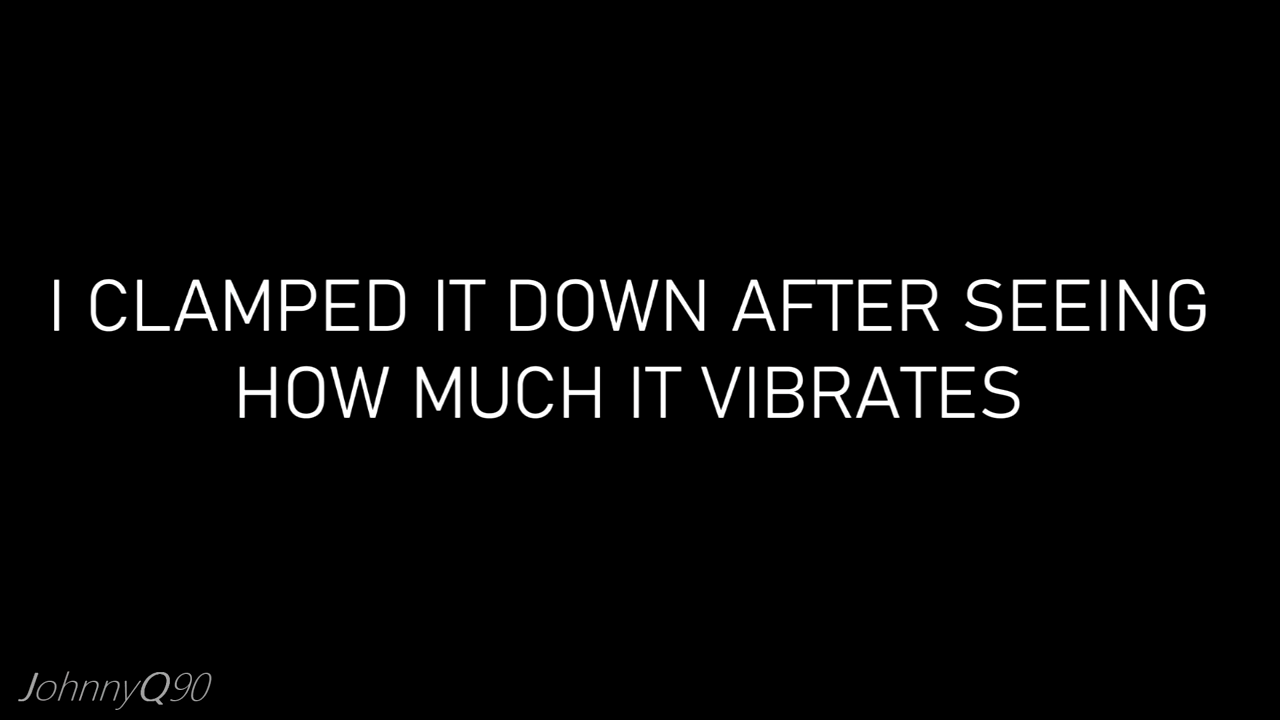 I CLAMPED IT DOWN AFTER SEEING
HOW MUCH IT VIBRATES
JohnnyQ90